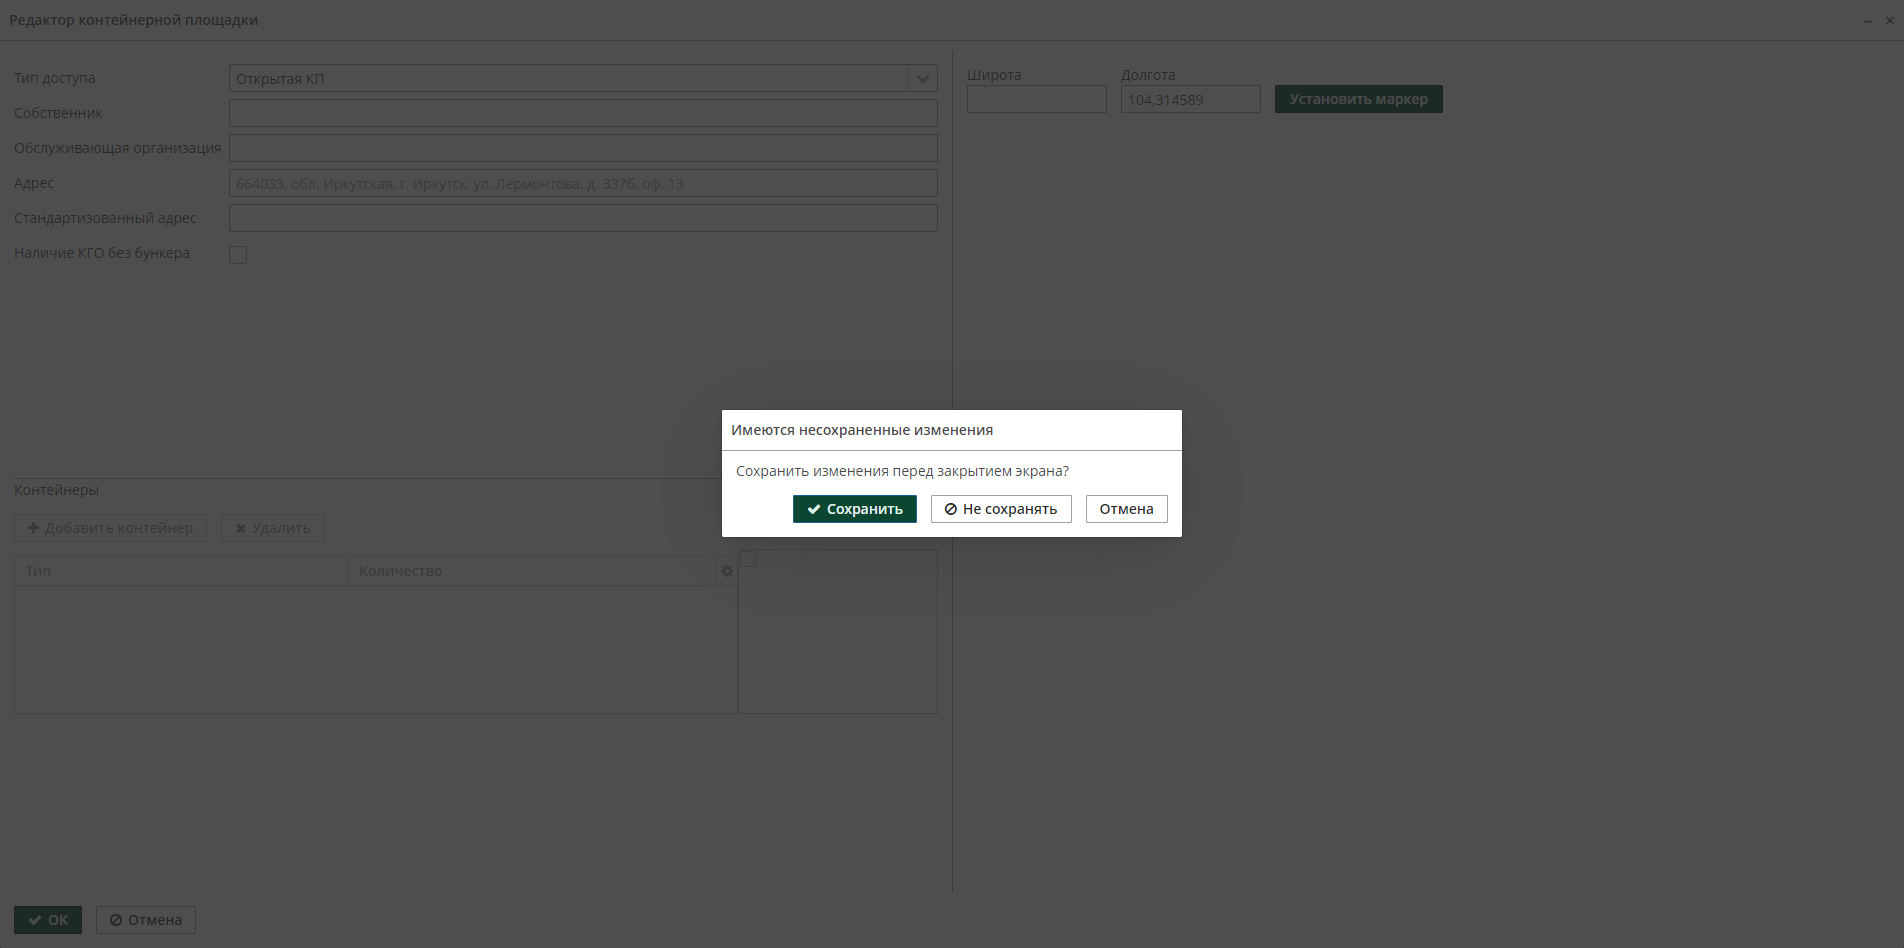 Редактор контейнерной площадки
Тип доступа
Открытая КП
Собственник
Обслуживающая организация
Адрес
664033, обл. Иркутская, г. Иркутск, ул. Лермонтова, д. 337б, оф. 13
Стандартизованный адрес
Наличие КГО без бункера
Широта
Долгота
104,314589
Установить маркер
Имеются несохраненные изменения
Сохранить изменения перед закрытием экрана?
Сохранить
Не сохранять
Отмена
Контейнеры
Добавить контейнер
Удалить
Тип
Количество
OK
Отмена